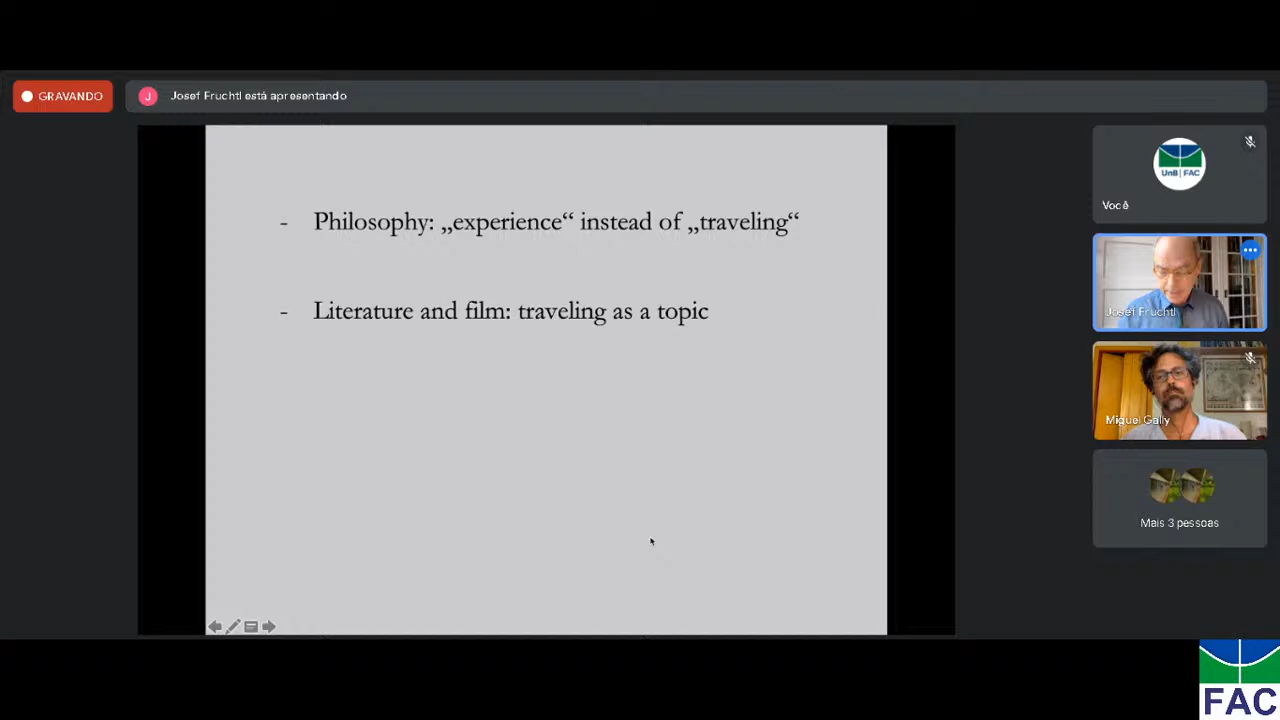 GRAVANDO
J
Josef Fruchtl está apresentando
- Philosophy: „experience“ instead of „traveling“
- Literature and film: traveling as a topic
UnB | FAC
Você
Josef Fruchtl
Miguel Gally
Mais 3 pessoas
FAC